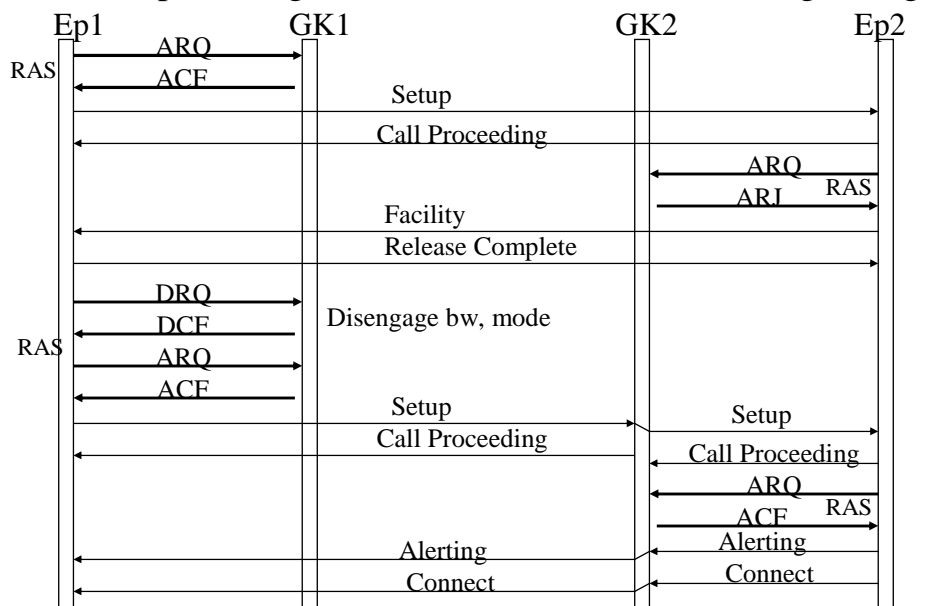 Ep1 GK1 GK2 Ep2
ARQ
RAS
ACF
Setup
Call Proceeding
ARQ
RAS
ARJ
Facility
Release Complete
DRQ
Disengage bw, mode
DCF
RAS
ARQ
ACF
Setup
Setup
Call Proceeding
Call Proceeding
ARQ
RAS
ACF
Alerting
Alerting
Connect
Connect